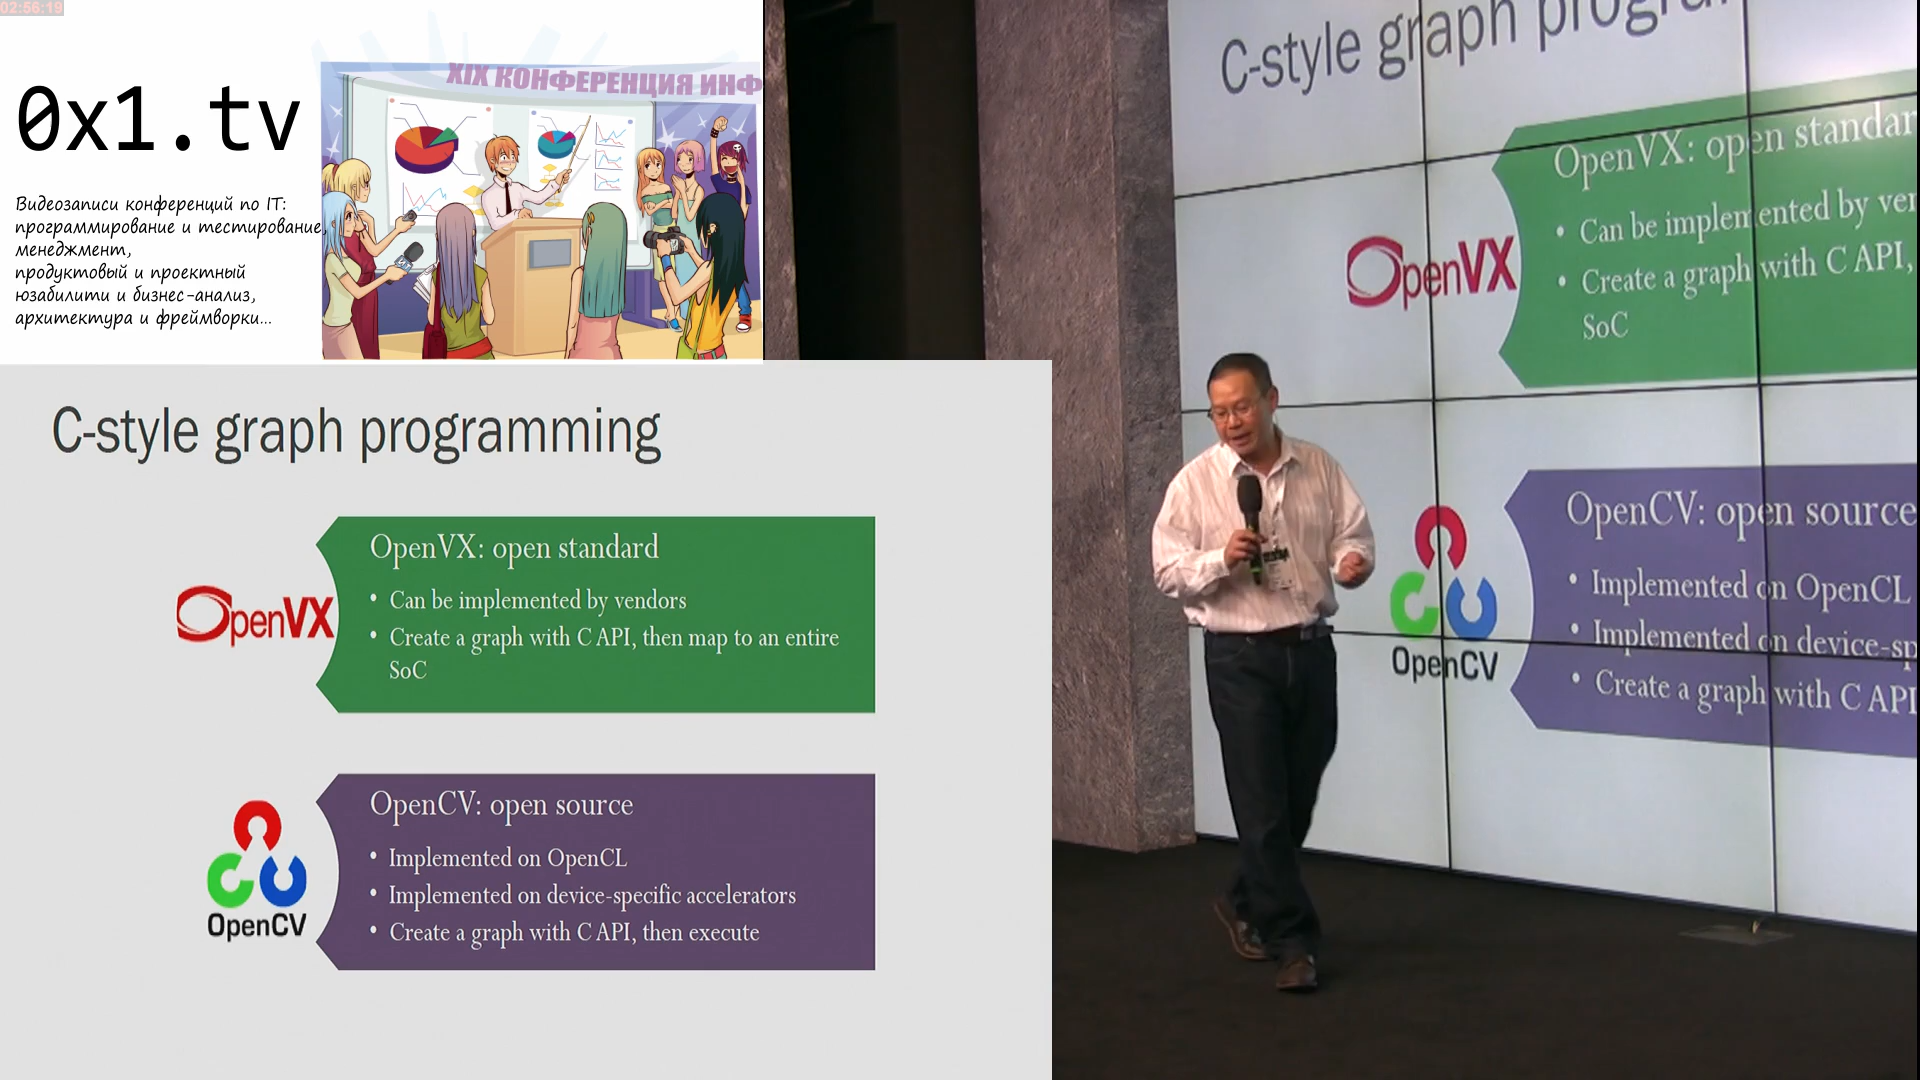 02:56:19
0x1.tv
Видеозаписи конференций по IT:
программирование и тестирование,
менеджмент,
продуктовый и проектный
юзабилити и бизнес-анализ,
архитектура и фреймворки...
XIX КОНФЕРЕНЦИЯ ИНФ
C-style graph programming
OpenVX
OpenVX: open standard
• Can be implemented by vendors
• Create a graph with C API, then map to an entire
SoC
OpenCV
OpenCV: open source
• Implemented on OpenCL
• Implemented on device-specific accelerators
• Create a graph with C API, then execute
C-style graph progra
OpenVX
OpenVX: open standar
• Can be implemented by ven
• Create a graph with C API,
SoC
OpenCV
OpenCV: open source
• Implemented on OpenCL
• Implemented on device-sp
• Create a graph with C API